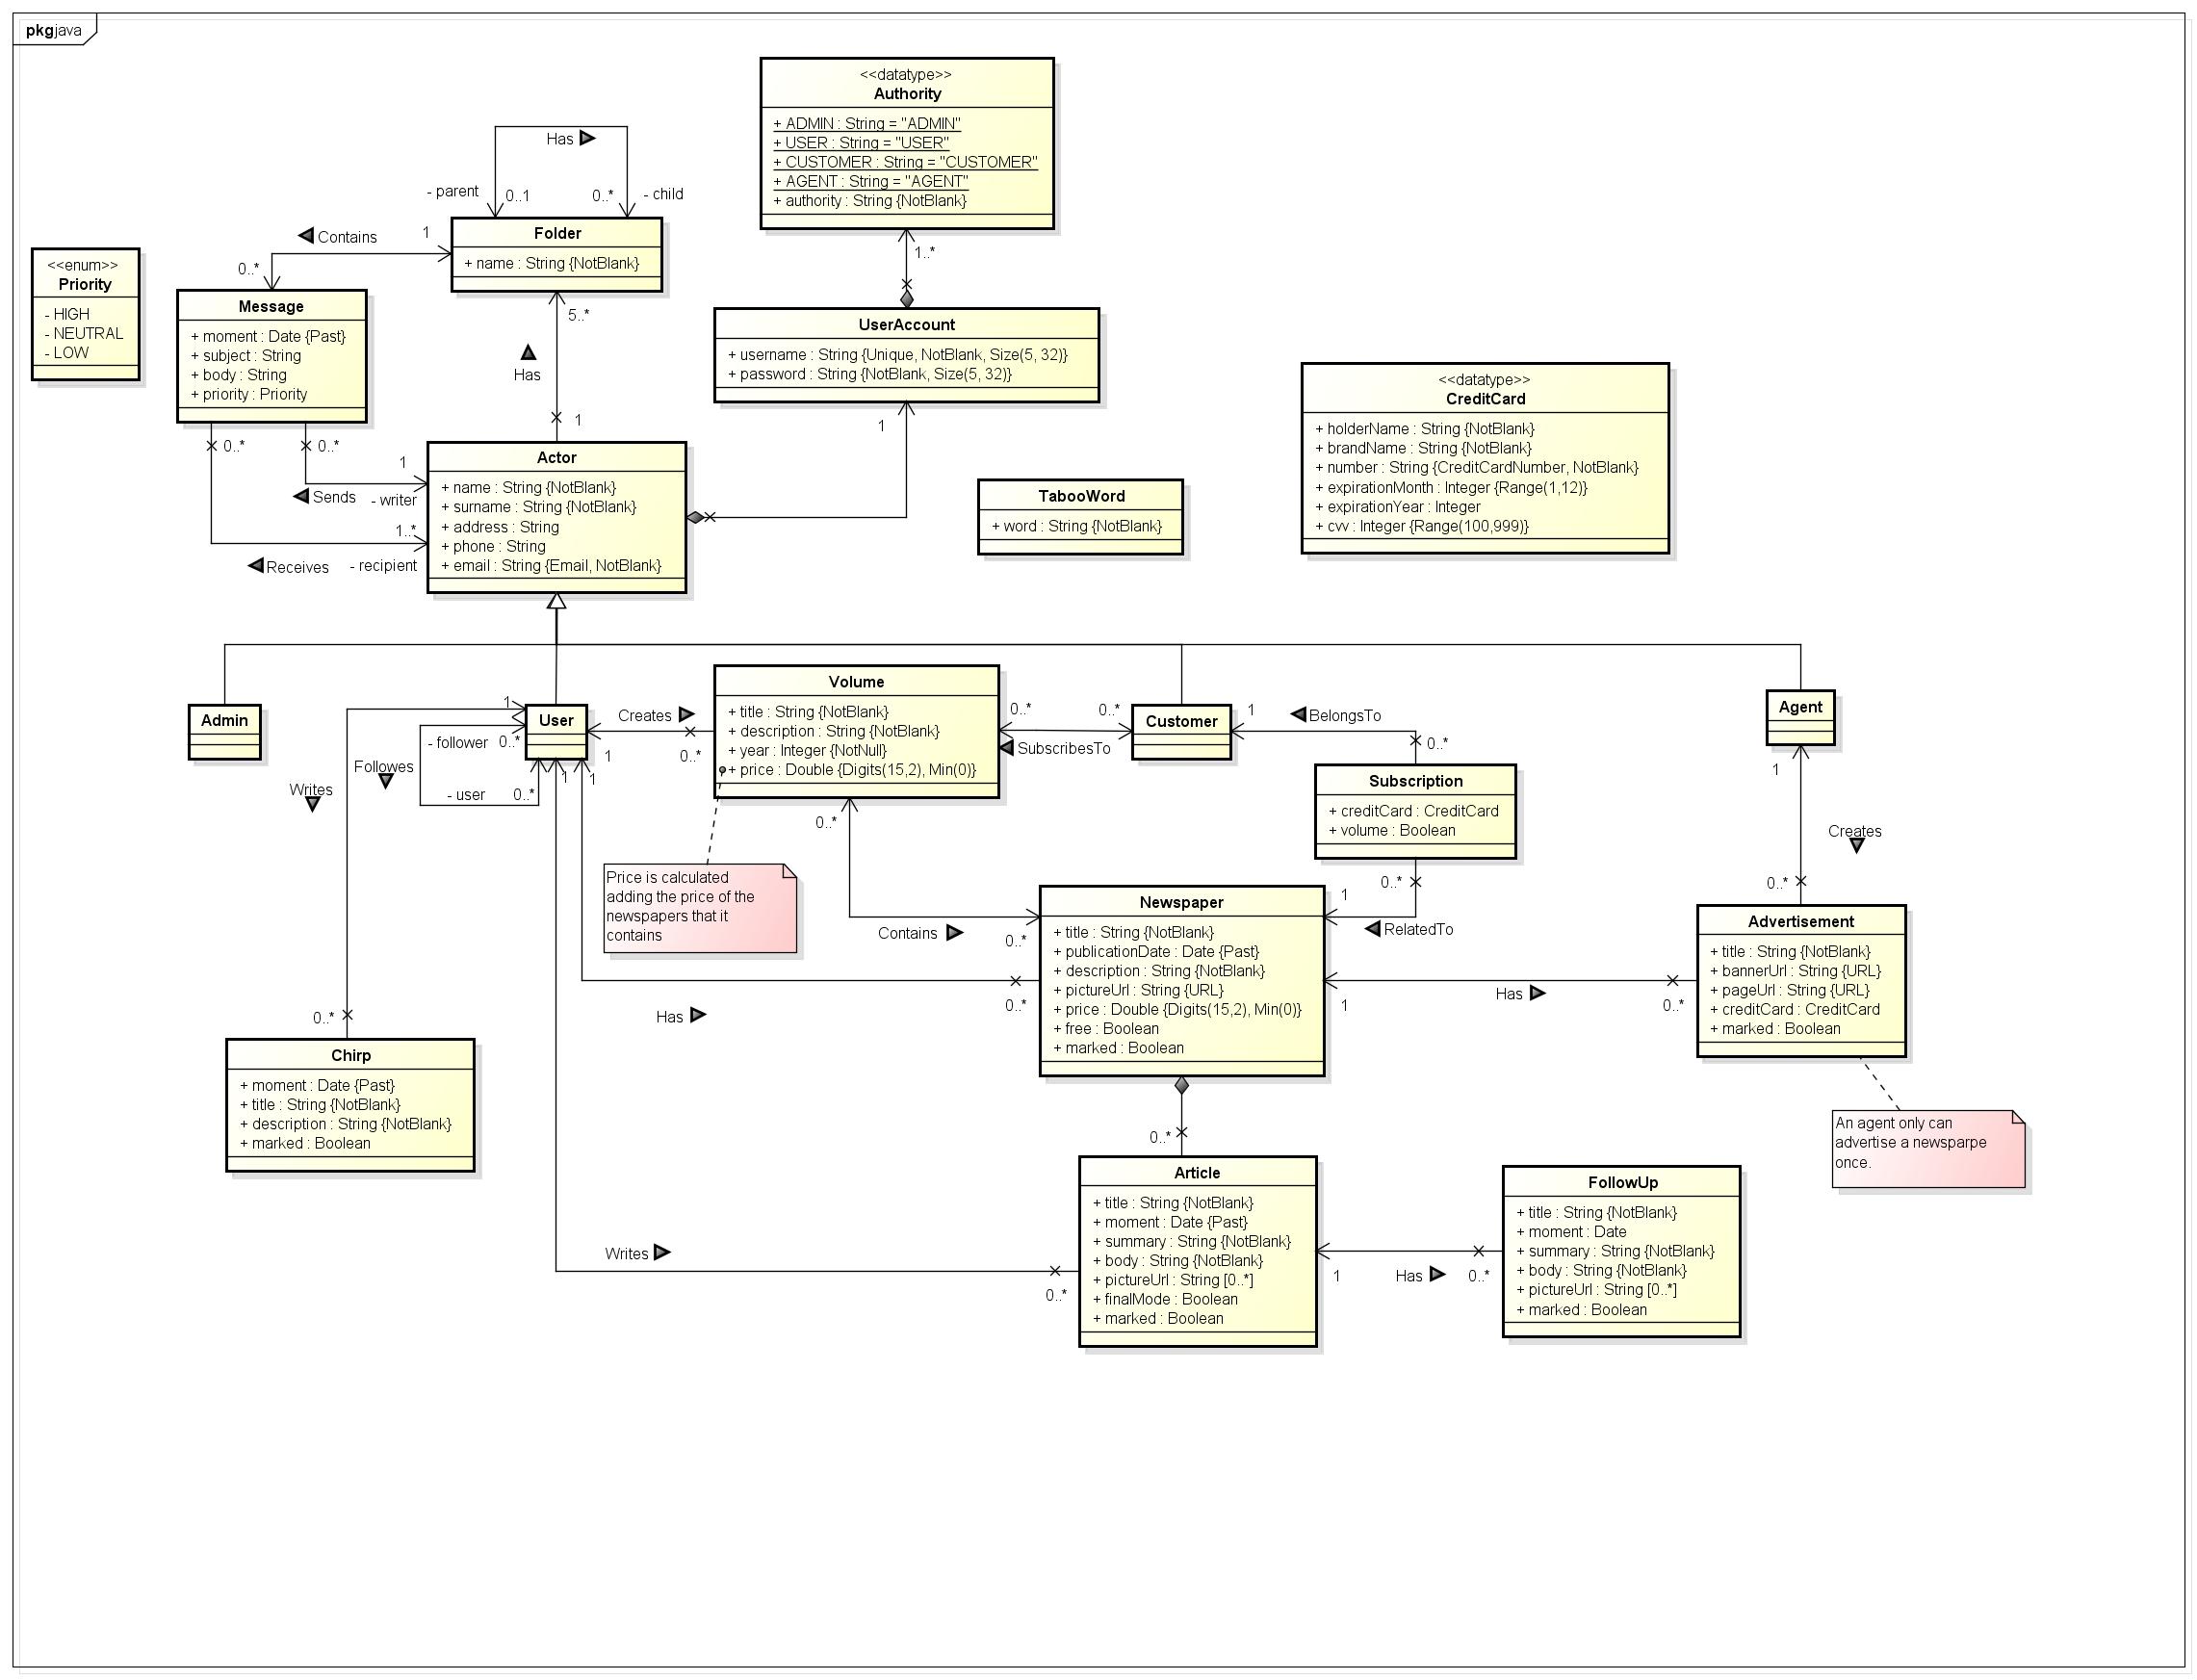 pkg java
<<datatype>>
Authority
+ ADMIN : String = "ADMIN"
+ USER : String = "USER"
+ CUSTOMER : String = "CUSTOMER"
+ AGENT : String = "AGENT"
+ authority : String {NotBlank}
1..*
Has
- parent
0..1
0..*
- child
Folder
+ name : String {NotBlank}
Contains
1
0..*
5..*
Has
1
<<enum>>
Priority
- HIGH
- NEUTRAL
- LOW
Message
+ moment : Date {Past}
+ subject : String
+ body : String
+ priority : Priority
0..*
0..*
1
Sends
- writer
1..*
Receives
- recipient
UserAccount
+ username : String {Unique, NotBlank, Size(5, 32)}
+ password : String {NotBlank, Size(5, 32)}
1
Actor
+ name : String {NotBlank}
+ surname : String {NotBlank}
+ address : String
+ phone : String
+ email : String {Email, NotBlank}
TabooWord
+ word : String {NotBlank}
<<datatype>>
CreditCard
+ holderName : String {NotBlank}
+ brandName : String {NotBlank}
+ number : String {CreditCardNumber, NotBlank}
+ expirationMonth : Integer {Range(1,12)}
+ expirationYear : Integer
+ cvv : Integer {Range(100,999)}
Admin
User
1
- follower
0..*
Followes
- user
0..*
1
1
Writes
Creates
1
0..*
Volume
+ title : String {NotBlank}
+ description : String {NotBlank}
+ year : Integer {NotNull}
+ price : Double {Digits(15,2), Min(0)}
0..*
0..*
SubscribesTo
Customer
1
BelongsTo
0..*
Agent
1
Creates
0..*
Subscription
+ creditCard : CreditCard
+ volume : Boolean
0..*
1
RelatedTo
0..*
Contains
0..*
Price is calculated
adding the price of the
newspapers that it
contains
Newspaper
+ title : String {NotBlank}
+ publicationDate : Date {Past}
+ description : String {NotBlank}
+ pictureUrl : String {URL}
+ price : Double {Digits(15,2), Min(0)}
+ free : Boolean
+ marked : Boolean
Has
0..*
1
Has
0..*
Advertisement
+ title : String {NotBlank}
+ bannerUrl : String {URL}
+ pageUrl : String {URL}
+ creditCard : CreditCard
+ marked : Boolean
An agent only can
advertise a newsparpe
once.
0..*
Chirp
+ moment : Date {Past}
+ title : String {NotBlank}
+ description : String {NotBlank}
+ marked : Boolean
0..*
Article
+ title : String {NotBlank}
+ moment : Date {Past}
+ summary : String {NotBlank}
+ body : String {NotBlank}
+ pictureUrl : String [0..*]
+ finalMode : Boolean
+ marked : Boolean
Writes
0..*
1
Has
0..*
FollowUp
+ title : String {NotBlank}
+ moment : Date
+ summary : String {NotBlank}
+ body : String {NotBlank}
+ pictureUrl : String [0..*]
+ marked : Boolean